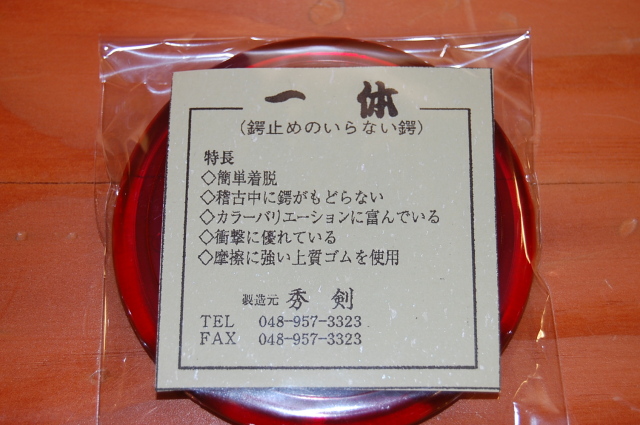 一体
(鍔止めのいらない鍔)
特長
◇簡単着脱
◇稽古中に鍔がもどらない
◇カラーバリエーションに富んでいる
◇衝撃に優れている
◇摩擦に強い上質ゴムを使用
製造元 秀剣
TEL 048-957-3323
FAX 048-957-3323